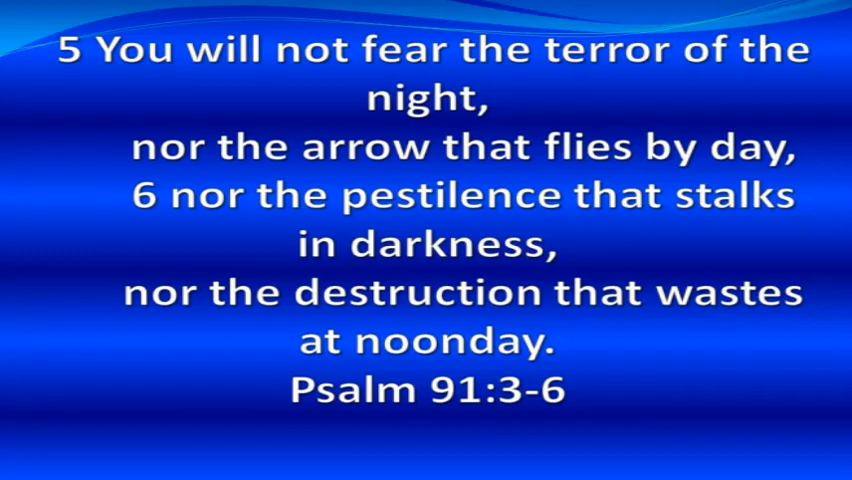 5 You will not fear the terror of the
night,
nor the arrow that flies by day,
6 nor the pestilence that stalks
in darkness,
nor the destruction that wastes
at noonday.
Psalm 91:3-6